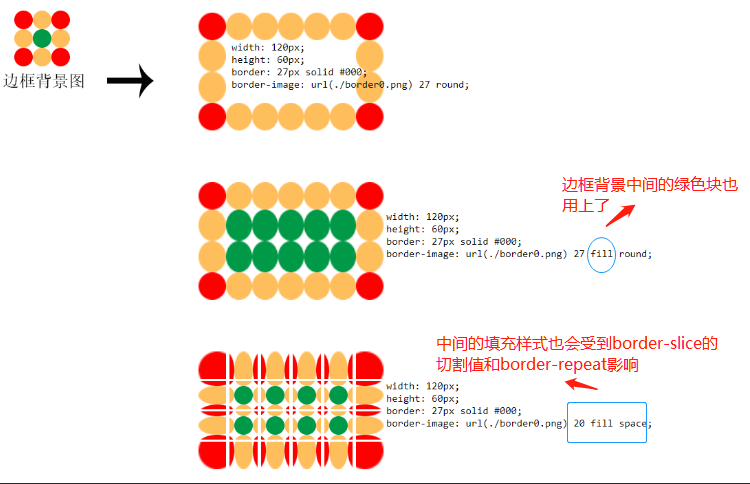 边框背景图
width: 120px;
height: 60px;
border: 27px solid #000;
border-image: url(./border0.png) 27 round;
边框背景中间的绿色块也
用上了
width: 120px;
height: 60px;
border: 27px solid #000;
border-image: url(./border0.png) 27 fill round;
中间的填充样式也会受到border-slice的
切割值和border-repeat影响
width: 120px;
height: 60px;
border: 27px solid #000;
border-image: url(./border0.png) 20 fill space;